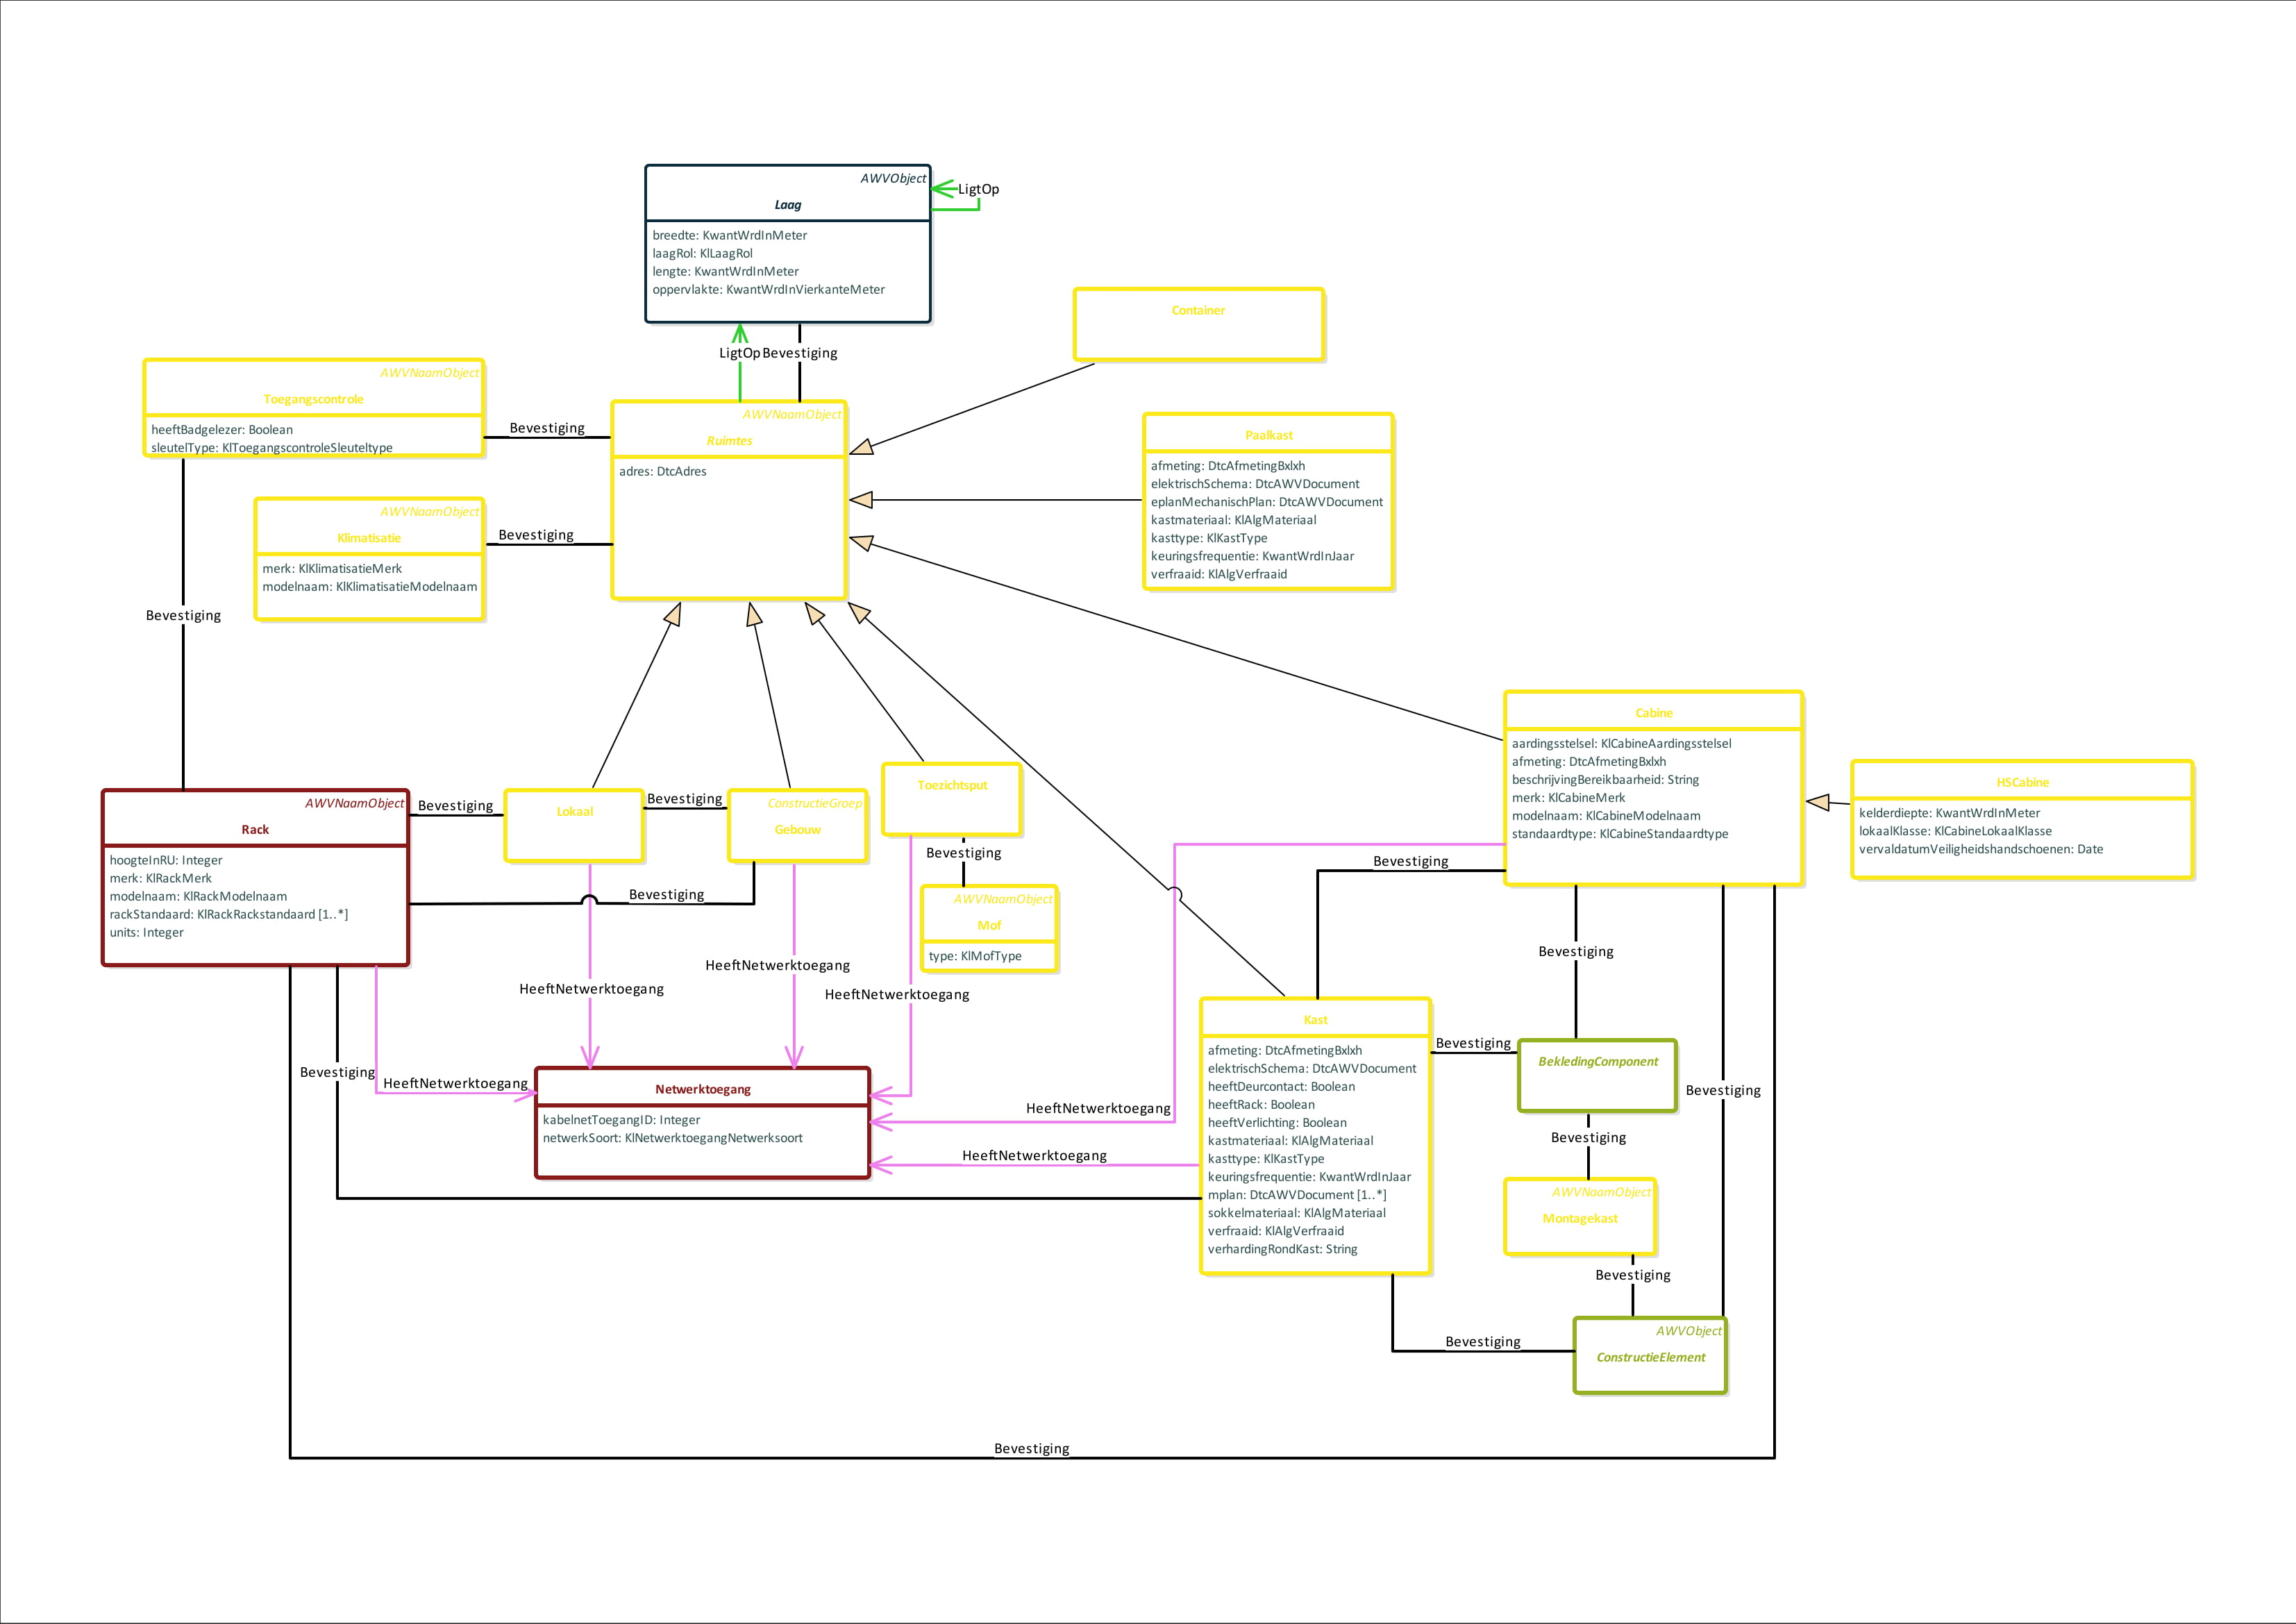 AWVObject
Laag
breedte: KwantWrdInMeter
laagRol: KlLaagRol
lengte: KwantWrdInMeter
oppervlakte: KwantWrdInVierkanteMeter
LigtOp
LigtOp
Bevestiging
Container
AWVNaamObject
Toegangscontrole
heeftBadgelezer: Boolean
sleutelType: KlToegangscontroleSleuteltype
Bevestiging
AWVNaamObject
Ruimtes
adres: DtcAdres
Paalkast
afmeting: DtcAfmetingBxlxh
elektrischSchema: DtcAWVDocument
eplanMechanischPlan: DtcAWVDocument
kastmateriaal: KlAlgMateriaal
kasttype: KlKastType
keuringsfrequentie: KwantWrdInJaar
verfraaid: KlAlgVerfraaid
AWVNaamObject
Klimatisatie
merk: KlKlimatisatieMerk
modelnaam: KlKlimatisatieModelnaam
Bevestiging
Bevestiging
Cabine
aardingsstelsel: KlCabineAardingsstelsel
afmeting: DtcAfmetingBxlxh
beschrijvingBereikbaarheid: String
merk: KlCabineMerk
modelnaam: KlCabineModelnaam
standaardtype: KlCabineStandaardtype
HSCabine
kelderdiepte: KwantWrdInMeter
lokaalKlasse: KlCabineLokaalKlasse
vervaldatumVeiligheidshandschoenen: Date
AWVNaamObject
Rack
hoogteInRU: Integer
merk: KlRackMerk
modelnaam: KlRackModelnaam
rackStandaard: KlRackRackstandaard [1..*]
units: Integer
Bevestiging
Lokaal
Bevestiging
ConstructieGroep
Gebouw
Toezichtsput
Bevestiging
Bevestiging
Bevestiging
AWVNaamObject
Mof
type: KlMofType
Bevestiging
HeeftNetwerktoegang
HeeftNetwerktoegang
HeeftNetwerktoegang
Kast
afmeting: DtcAfmetingBxlxh
elektrischSchema: DtcAWVDocument
heeftDeurcontact: Boolean
heeftRack: Boolean
heeftVerlichting: Boolean
kastmateriaal: KlAlgMateriaal
kasttype: KlKastType
keuringsfrequentie: KwantWrdInJaar
mplan: DtcAWVDocument [1..*]
sokkelmateriaal: KlAlgMateriaal
verfraaid: KlAlgVerfraaid
verhardingRondKast: String
Bevestiging
BekledingComponent
Bevestiging
Bevestiging
HeeftNetwerktoegang
Netwerktoegang
kabelnetToegangID: Integer
netwerkSoort: KlNetwerktoegangNetwerksoort
HeeftNetwerktoegang
HeeftNetwerktoegang
Bevestiging
AWVNaamObject
Montagekast
Bevestiging
AWVObject
ConstructieElement
Bevestiging
Bevestiging